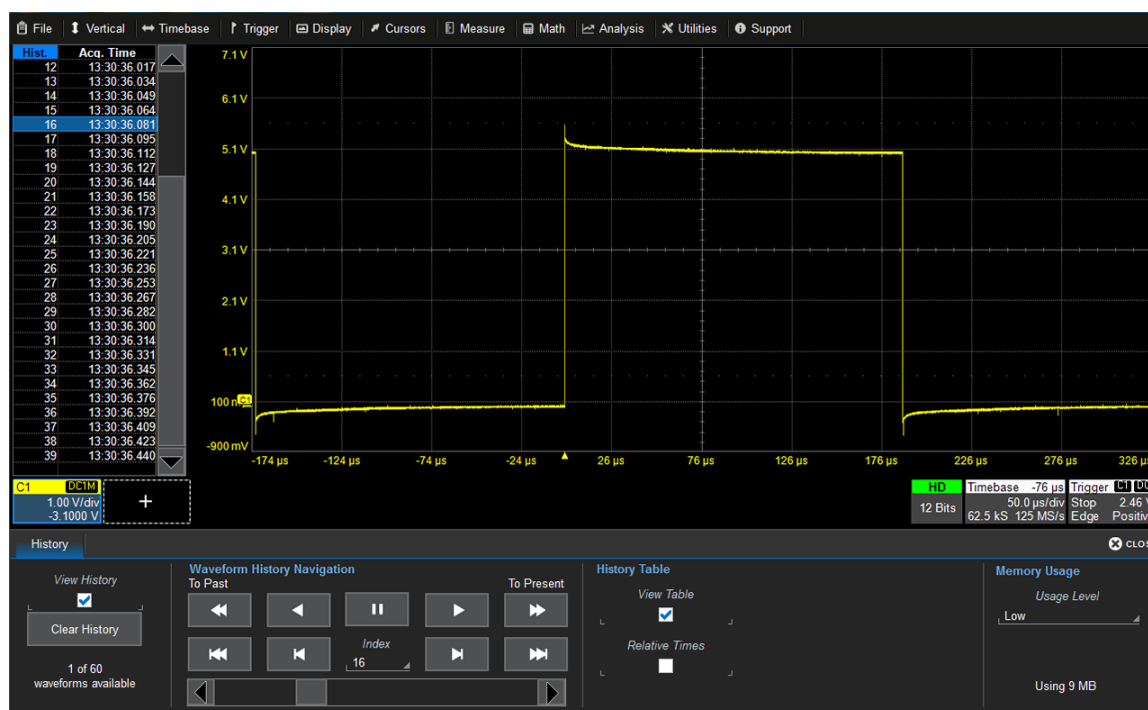 File Vertical Timebase Trigger Display Cursors Measure Math Analysis Utilities Support
Hist. Acq. Time
12 13:30:36.017
13 13:30:36.034
14 13:30:36.049
15 13:30:36.064
16 13:30:36.081
17 13:30:36.095
18 13:30:36.112
19 13:30:36.127
20 13:30:36.144
21 13:30:36.158
22 13:30:36.173
23 13:30:36.190
24 13:30:36.205
25 13:30:36.221
26 13:30:36.236
27 13:30:36.253
28 13:30:36.267
29 13:30:36.282
30 13:30:36.300
31 13:30:36.314
32 13:30:36.331
33 13:30:36.345
34 13:30:36.362
35 13:30:36.376
36 13:30:36.392
37 13:30:36.409
38 13:30:36.423
39 13:30:36.440
7.1 V
6.1 V
5.1 V
4.1 V
3.1 V
2.1 V
1.1 V
100 m C1
-900 mV
-174 µs -124 µs -74 µs -24 µs 26 µs 76 µs 126 µs 176 µs 226 µs 276 µs 326 µs
C1 DC1M
1.00 V/div
-3.1000 V
+
HD
12 Bits
Timebase -76 µs
50.0 µs/div
62.5 kS 125 MS/s
Trigger C1 DC
Stop 2.46 V
Edge Positiv
History
CLOS
View History
Clear History
1 of 60
waveforms available
Waveform History Navigation
To Past To Present
Index
16
History Table
View Table
Relative Times
Memory Usage
Usage Level
Low
Using 9 MB